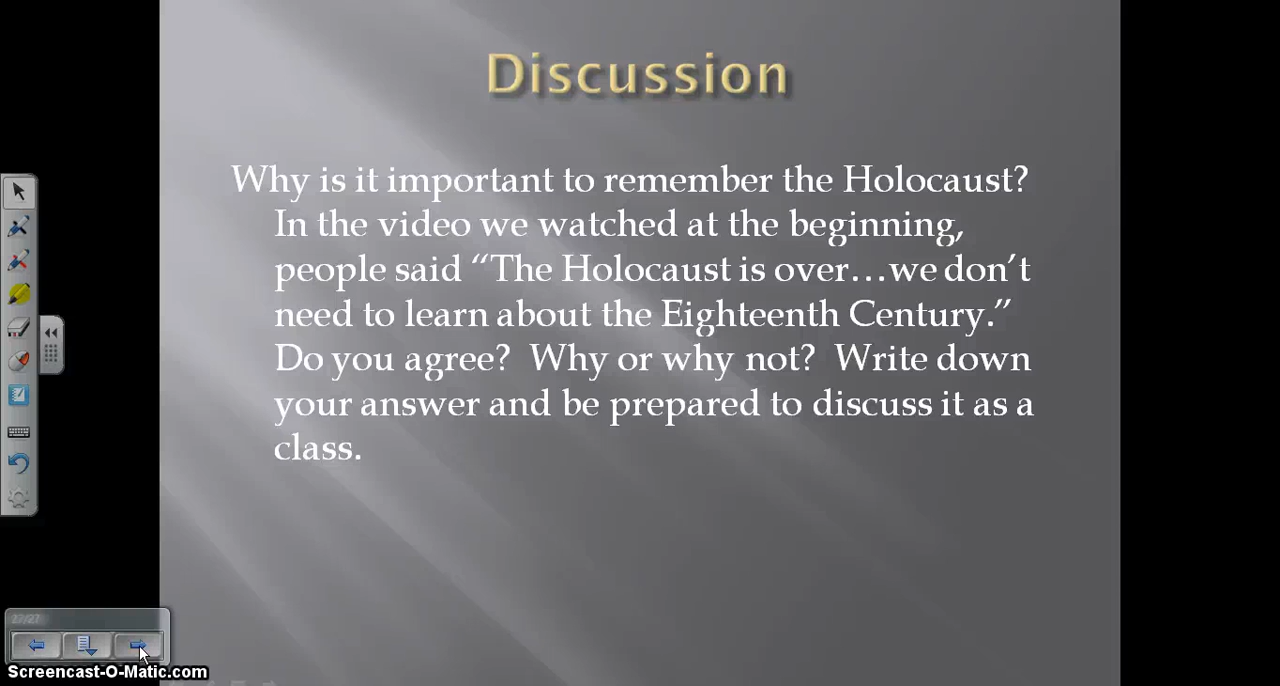 Discussion
Why is it important to remember the Holocaust?
In the video we watched at the beginning,
people said “The Holocaust is over…we don’t
need to learn about the Eighteenth Century.”
Do you agree?  Why or why not?  Write down
your answer and be prepared to discuss it as a
class.
27/27
Screencast-O-Matic.com